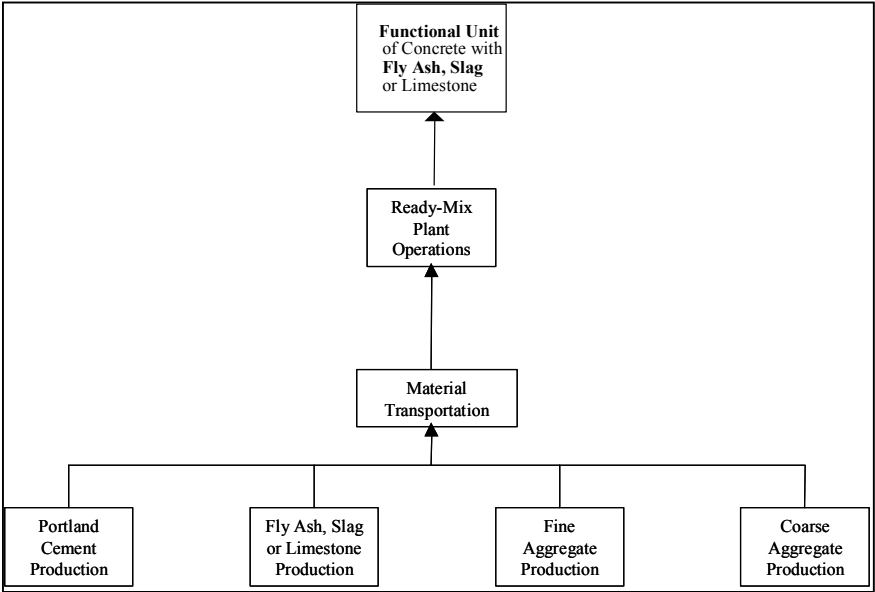 Functional Unit
of Concrete with
Fly Ash, Slag
or Limestone
Ready-Mix
Plant
Operations
Material
Transportation
Portland
Cement
Production
Fly Ash, Slag
or Limestone
Production
Fine
Aggregate
Production
Coarse
Aggregate
Production